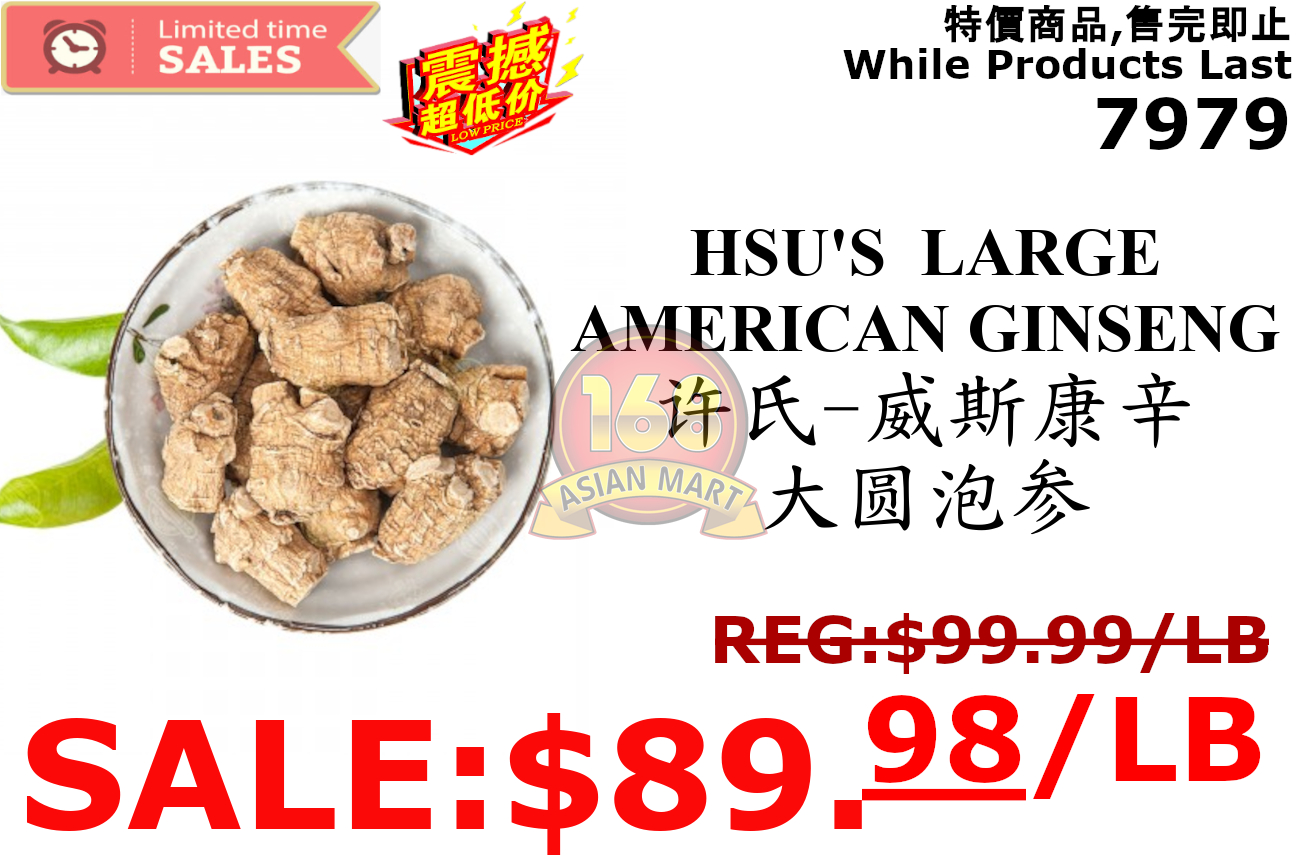 Limited time
SALES
震撼
超低价
LOW PRICE
特價商品,售完即止
While Products Last
7979
HSU'S LARGE
AMERICAN GINSENG
许氏-威斯康辛
大圆泡参
168
ASIAN MART
REG:$99.99/LB
SALE:$89.98/LB